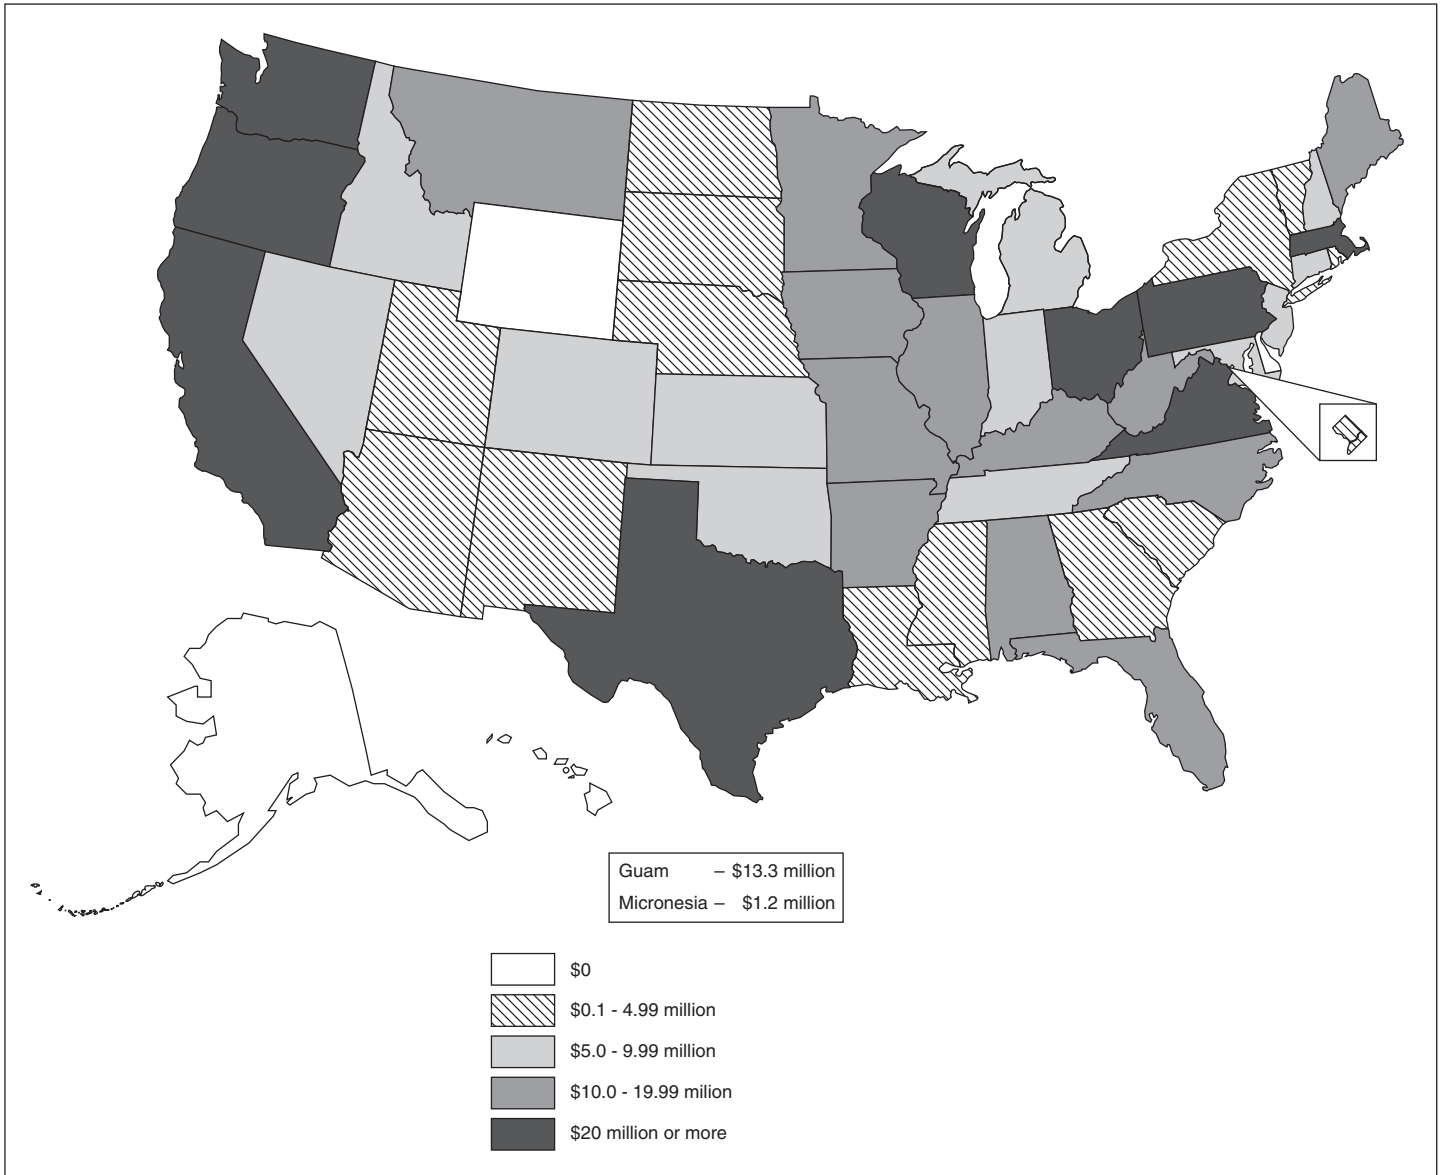 Guam – $13.3 million
Micronesia – $1.2 million
$0
$0.1 - 4.99 million
$5.0 - 9.99 million
$10.0 - 19.99 milion
$20 million or more